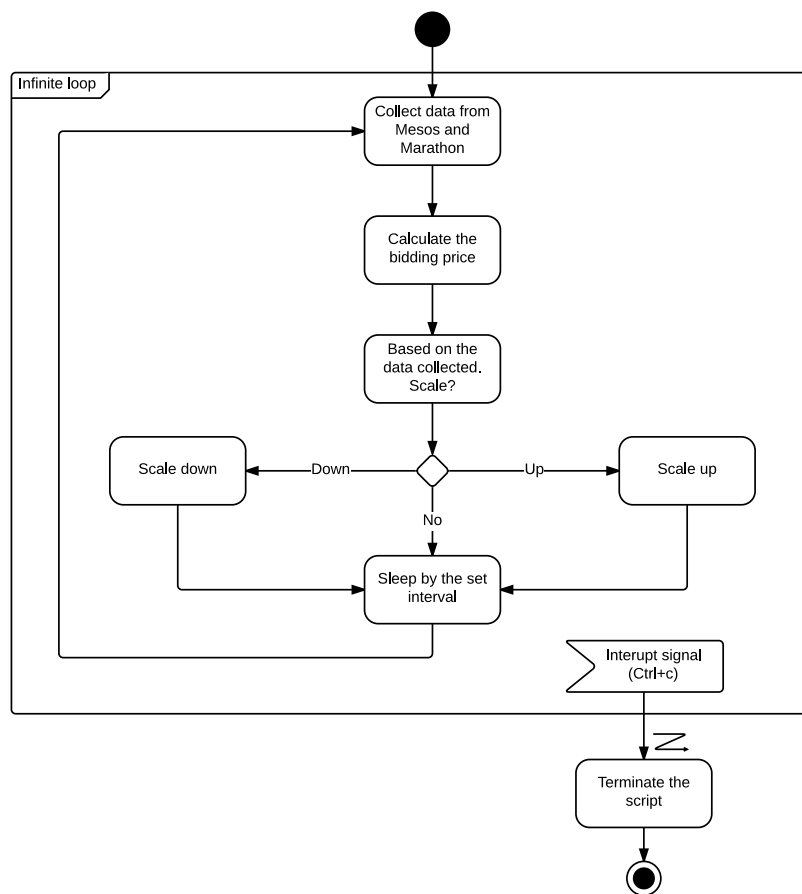 Infinite loop
Collect data from
Mesos and
Marathon
Calculate the
bidding price
Based on the
data collected.
Scale?
Scale down
Down
Up
Scale up
No
Sleep by the set
interval
Interupt signal
(Ctrl+c)
Terminate the
script